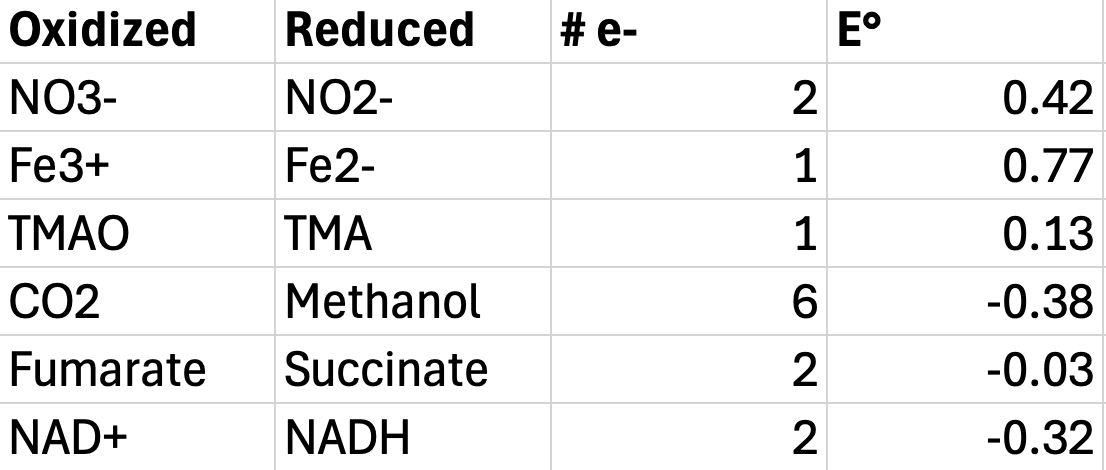 Oxidized Reduced # e- E°
NO3- NO2- 2 0.42
Fe3+ Fe2- 1 0.77
TMAO TMA 1 0.13
CO2 Methanol 6 -0.38
Fumarate Succinate 2 -0.03
NAD+ NADH 2 -0.32